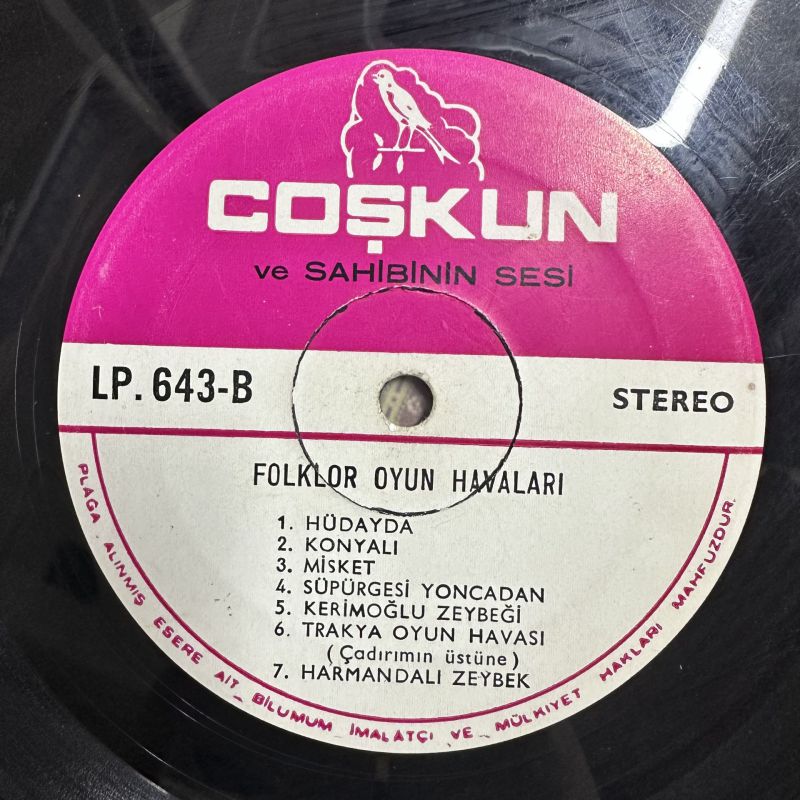 COŞKUN
ve SAHİBİNİN SESİ
LP. 643-B
STEREO
FOLKLOR OYUN HAVALARI
1. HÜDAYDA
2. KONYALI
3. MİSKET
4. SÜPÜRGESİ YONCADAN
5. KERİMOĞLU ZEYBEĞİ
6. TRAKYA OYUN HAVASI
(Çadırımın üstüne)
7. HARMANDALI ZEYBEK
PLAĞA ALINMIŞ ESERE AİT BİLUMUM İMALATÇI VE MÜLKİYET HAKLARI MAHFUZDUR.